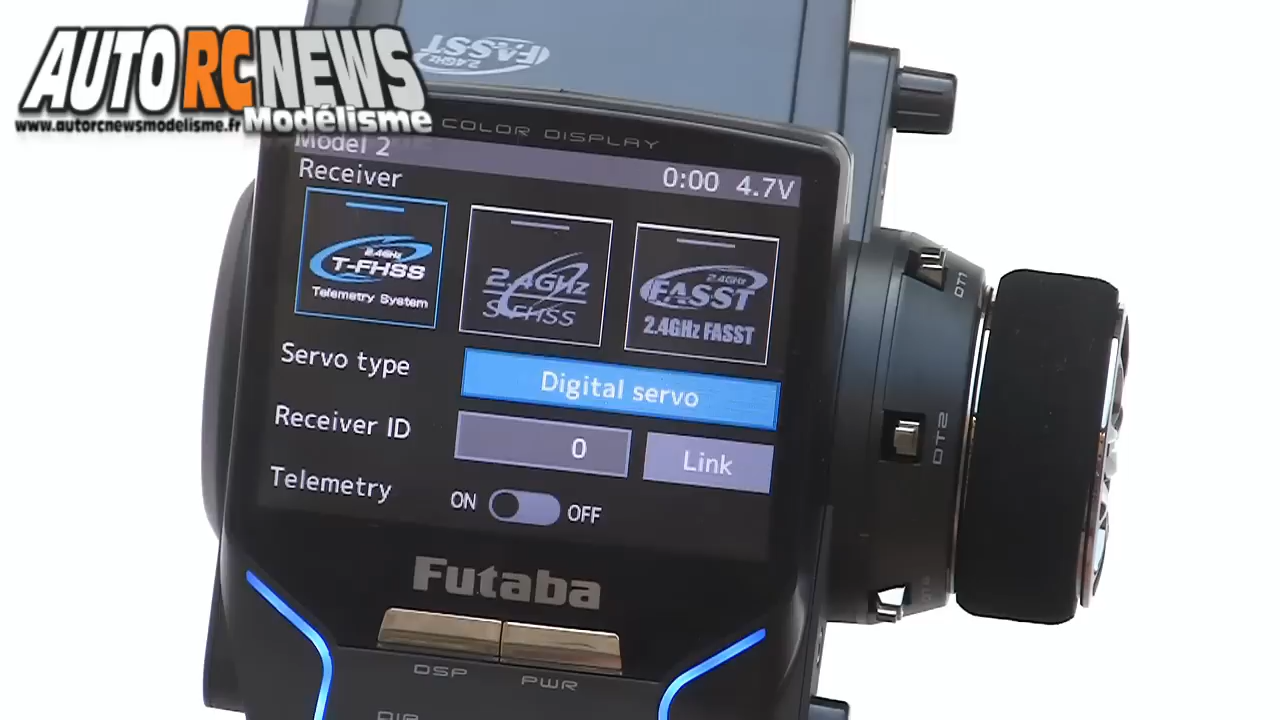 AUTO RC NEWS
Modélisme
www.autorcnewsmodelisme.fr
2.4GHz
FASST
COLOR DISPLAY
Model 2
Receiver
0:00 4.7V
2.4GHz
T-FHSS
Telemetry System
2.4GHz
S-FHSS
2.4GHz
FASST
2.4GHz FASST
Servo type
Digital servo
Receiver ID
0
Link
Telemetry
ON
OFF
Futaba
DSP
PWR
DT1
DT2